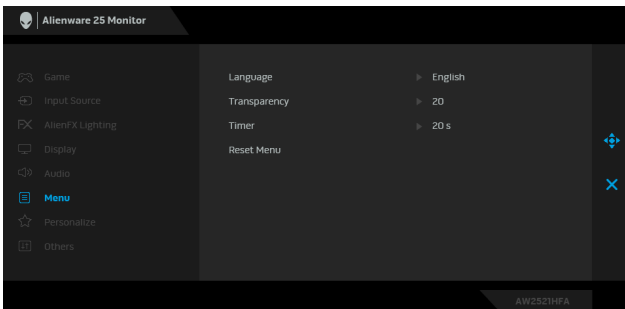 Alienware 25 Monitor
Game
Input Source
AlienFX Lighting
Display
Audio
Menu
Personalize
Others
Language English
Transparency 20
Timer 20 s
Reset Menu
AW2521HFA